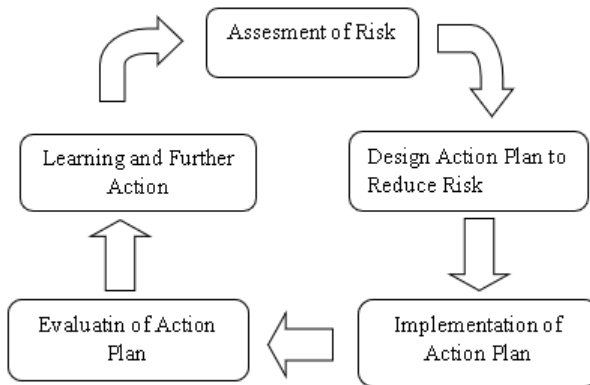 Assesment of Risk
Design Action Plan to
Reduce Risk
Implementation of
Action Plan
Evaluatin of Action
Plan
Learning and Further
Action